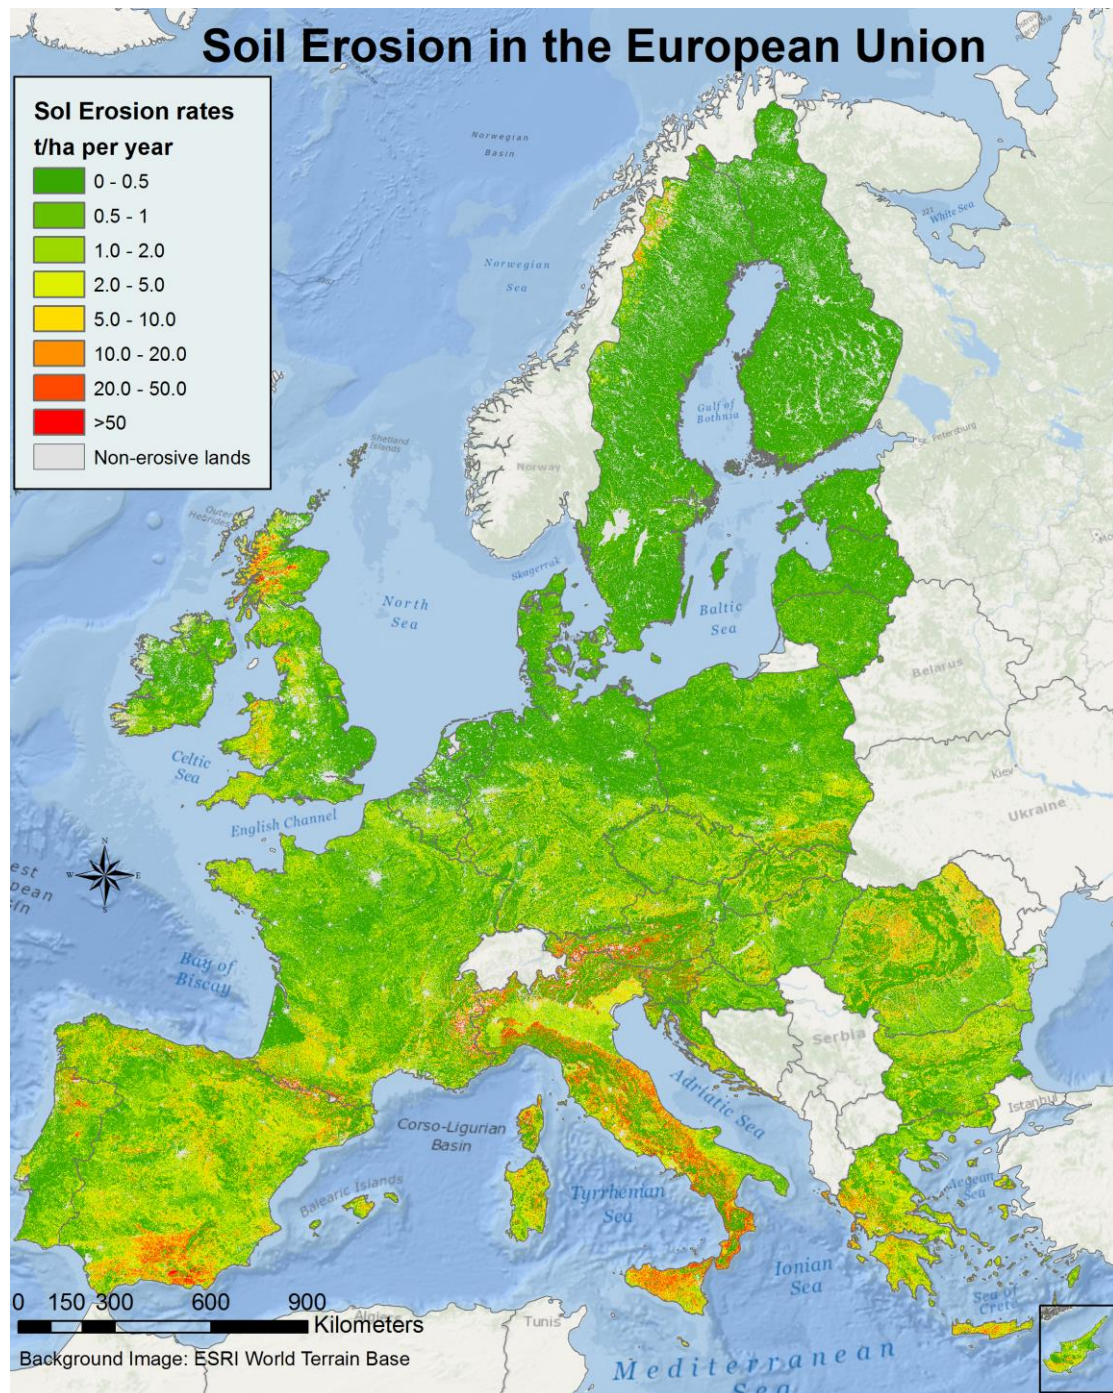 Soil Erosion in the European Union
Sol Erosion rates
t/ha per year
0 - 0.5
0.5 - 1
1.0 - 2.0
2.0 - 5.0
5.0 - 10.0
10.0 - 20.0
20.0 - 50.0
>50
Non-erosive lands
Norwegian
Basin
White Sea
Norwegian
Sea
Gulf of
Bothnia
St. Petersburg
Shetland
Islands
Norway
Outer
Hebrides
Skagerrak
North
Sea
Baltic
Sea
Belarus
Celtic
Sea
Kiev
Ukraine
English Channel
N
W
E
S
Bay of
Biscay
Serbia
Istanbul
Adriatic Sea
Corso-Ligurian
Basin
Balearic Islands
Aegean
Sea
Tyrrhenian
Sea
Ionian
Sea
Sea of
Crete
0 150 300 600 900
Kilometers
Algiers
Tunis
Background Image: ESRI World Terrain Base
Mediterranean
Sea